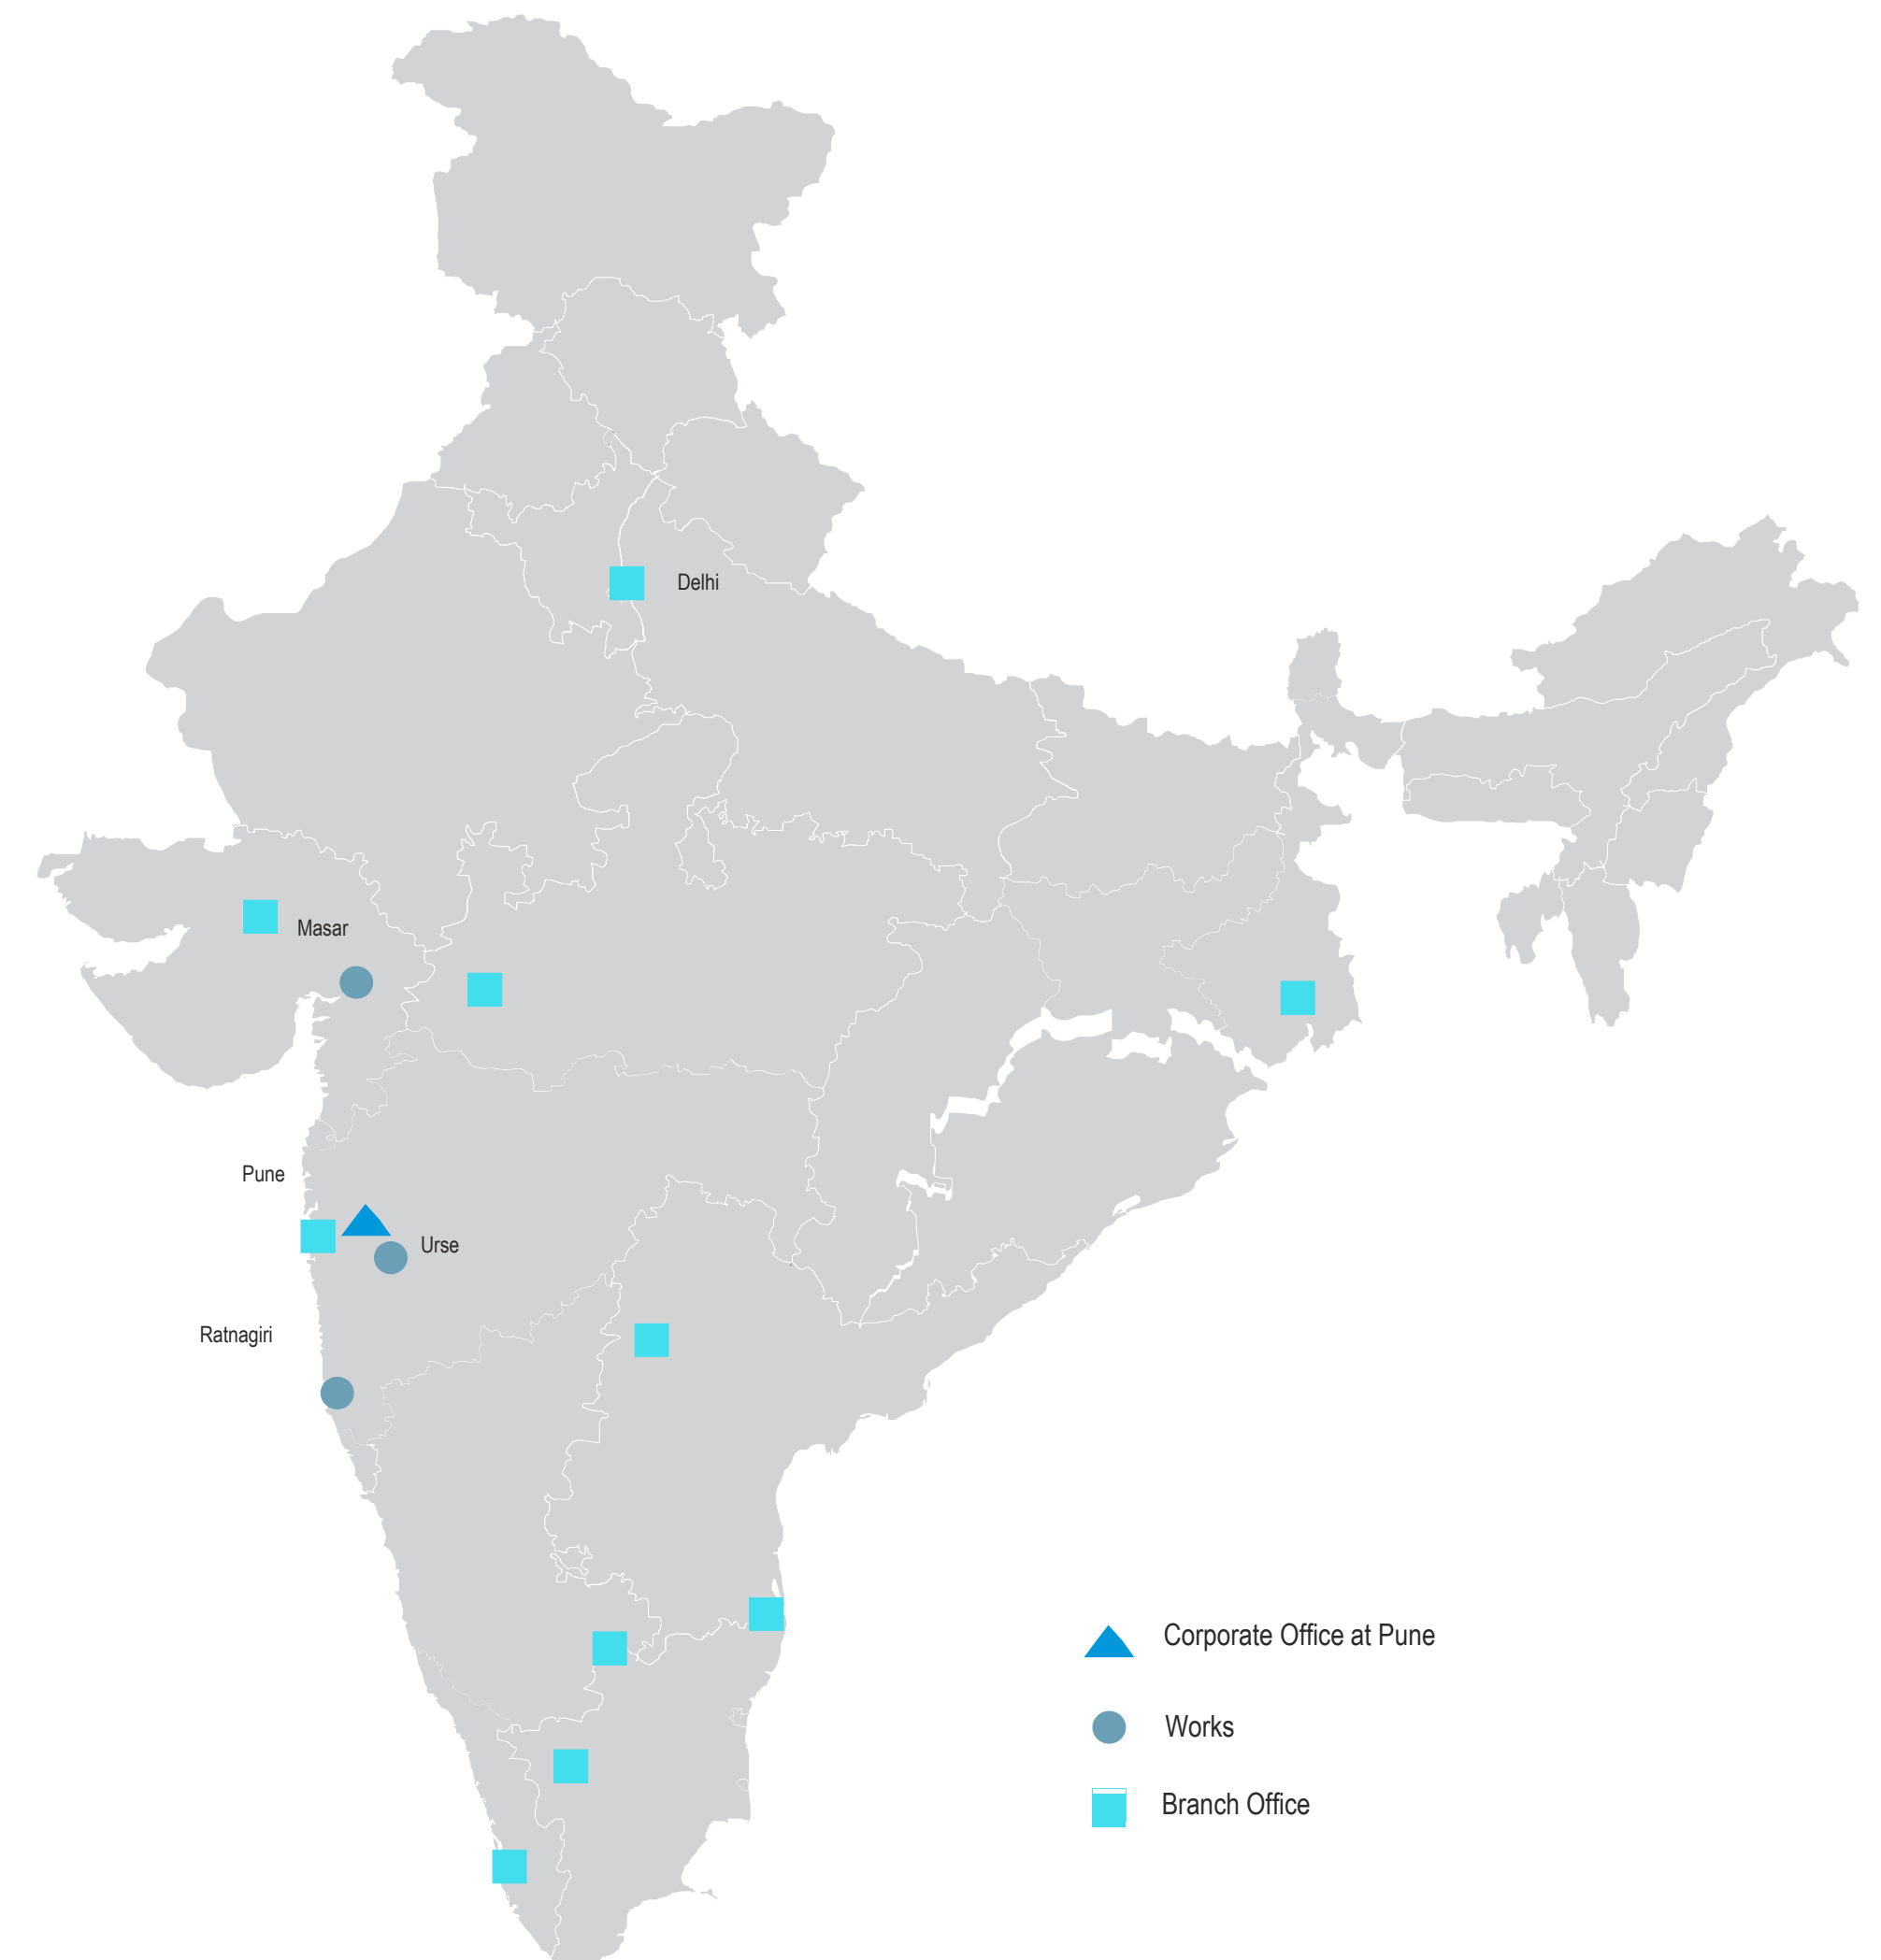 Delhi
Masar
Pune
Urse
Ratnagiri
Corporate Office at Pune
Works
Branch Office